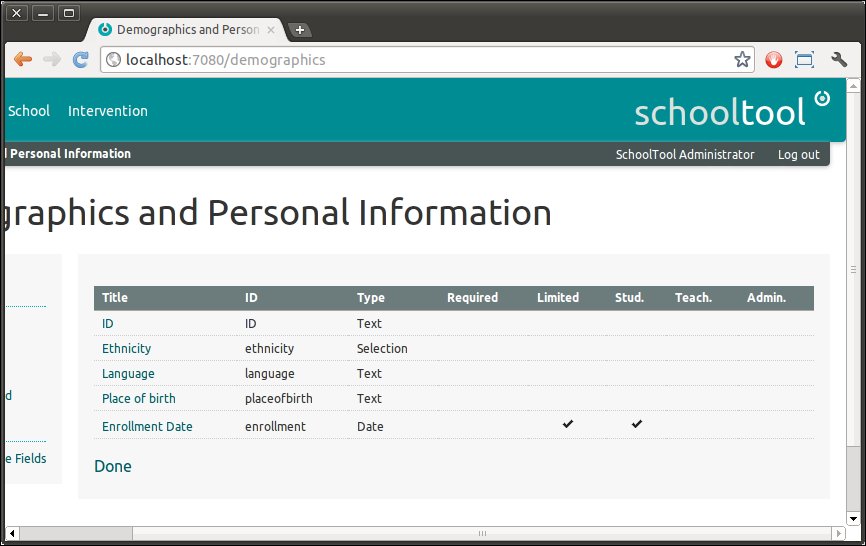 Demographics and Person
localhost:7080/demographics
School Intervention
schooltool
d Personal Information SchoolTool Administrator Log out
graphics and Personal Information
Title ID Type Required Limited Stud. Teach. Admin.
ID ID Text
Ethnicity ethnicity Selection
Language language Text
Place of birth placeofbirth Text
Enrollment Date enrollment Date ✔ ✔
d
e Fields
Done